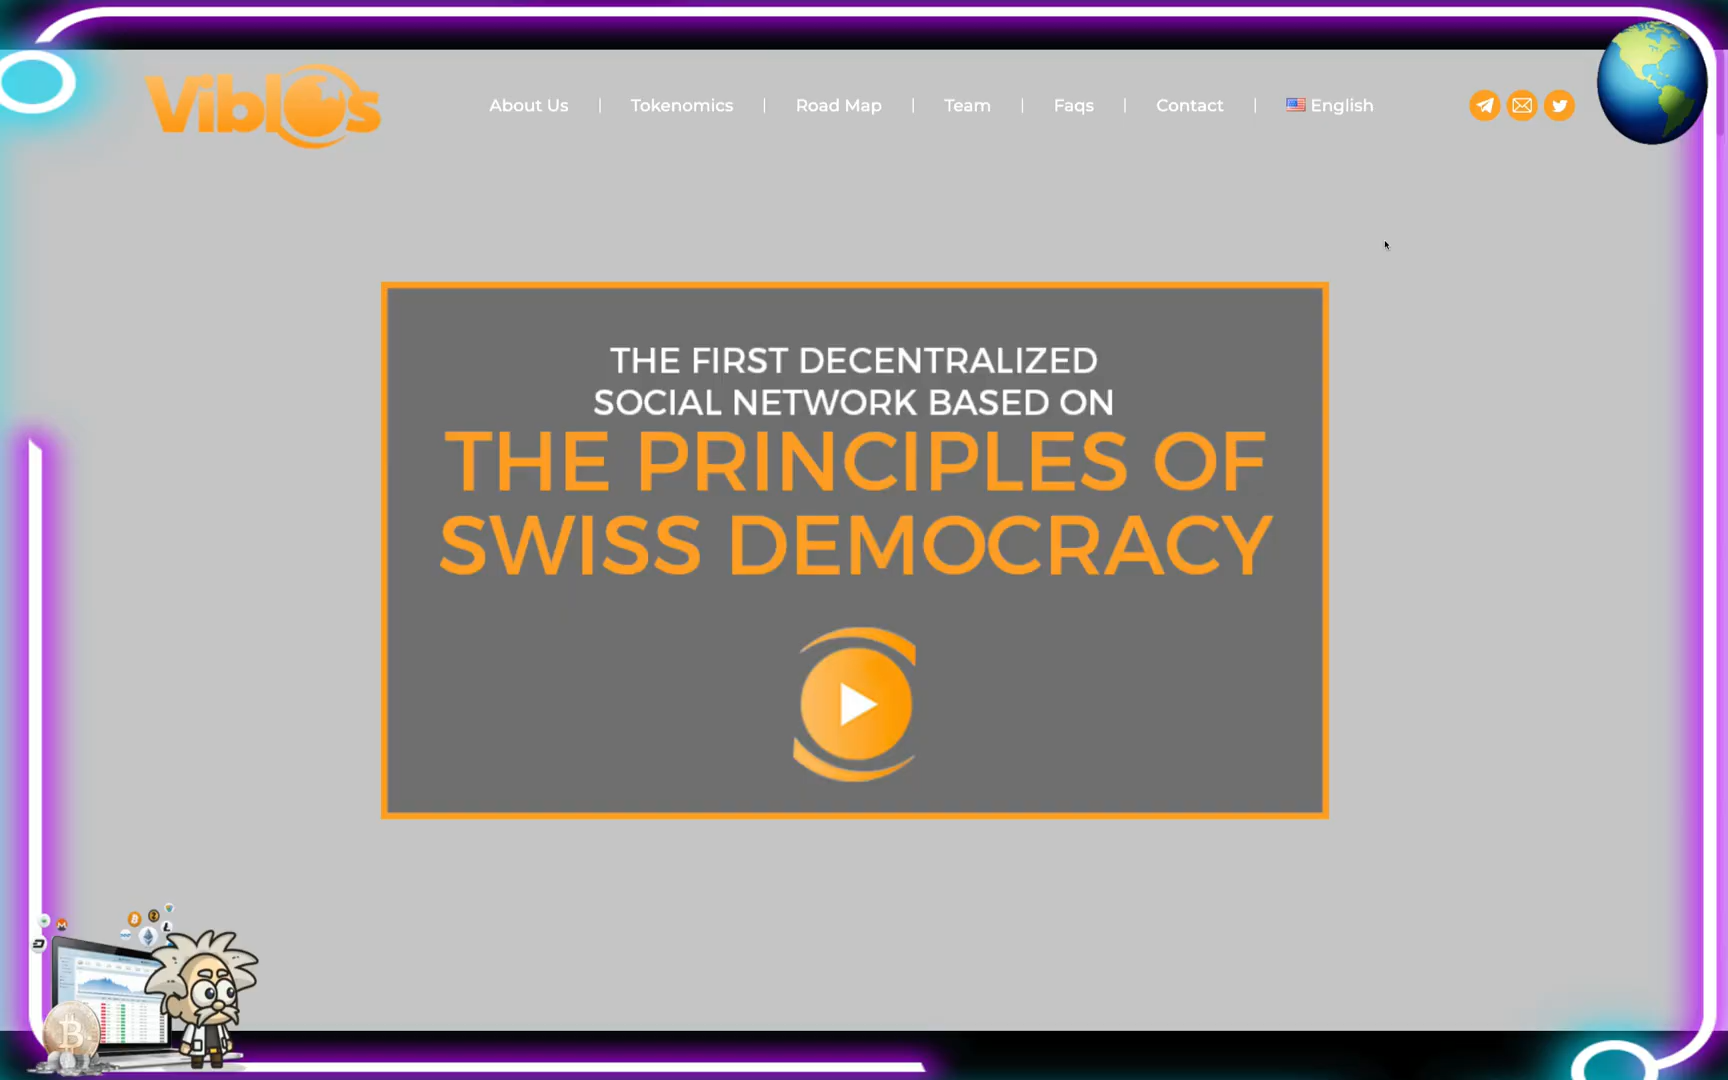 Viblos
About Us | Tokenomics | Road Map | Team | Faqs | Contact | English
THE FIRST DECENTRALIZED
SOCIAL NETWORK BASED ON
THE PRINCIPLES OF
SWISS DEMOCRACY